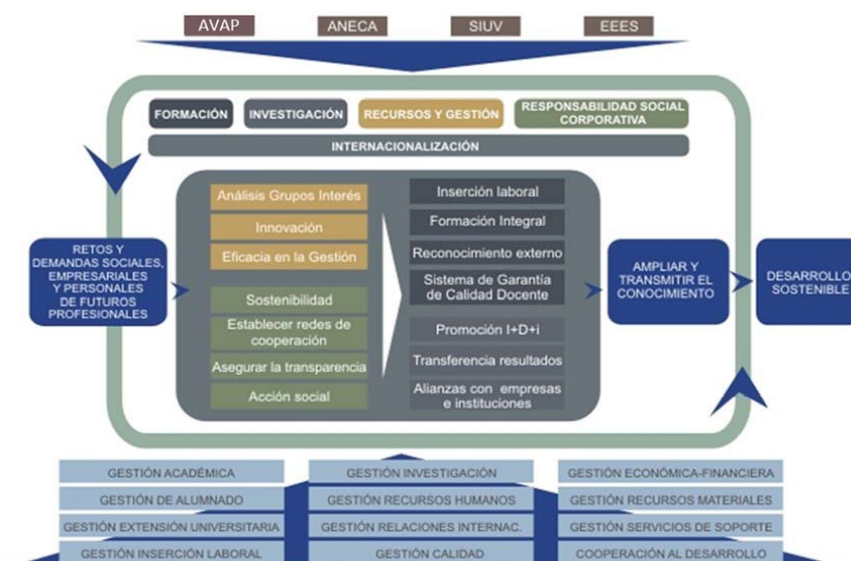 AVAP
ANECA
SIUV
EEES
FORMACIÓN
INVESTIGACIÓN
RECURSOS Y GESTIÓN
RESPONSABILIDAD SOCIAL
CORPORATIVA
INTERNACIONALIZACIÓN
RETOS Y
DEMANDAS SOCIALES,
EMPRESARIALES
Y PERSONALES
DE FUTUROS
PROFESIONALES
Análisis Grupos Interés
Innovación
Eficacia en la Gestión
Sostenibilidad
Establecer redes de
cooperación
Asegurar la transparencia
Acción social
Inserción laboral
Formación Integral
Reconocimiento externo
Sistema de Garantía
de Calidad Docente
Promoción I+D+i
Transferencia resultados
Alianzas con empresas
e instituciones
AMPLIAR Y
TRANSMITIR EL
CONOCIMIENTO
DESARROLLO
SOSTENIBLE
GESTIÓN ACADÉMICA
GESTIÓN INVESTIGACIÓN
GESTIÓN ECONÓMICA-FINANCIERA
GESTIÓN DE ALUMNADO
GESTIÓN RECURSOS HUMANOS
GESTIÓN RECURSOS MATERIALES
GESTIÓN EXTENSIÓN UNIVERSITARIA
GESTIÓN RELACIONES INTERNAC.
GESTIÓN SERVICIOS DE SOPORTE
GESTIÓN INSERCIÓN LABORAL
GESTIÓN CALIDAD
COOPERACIÓN AL DESARROLLO